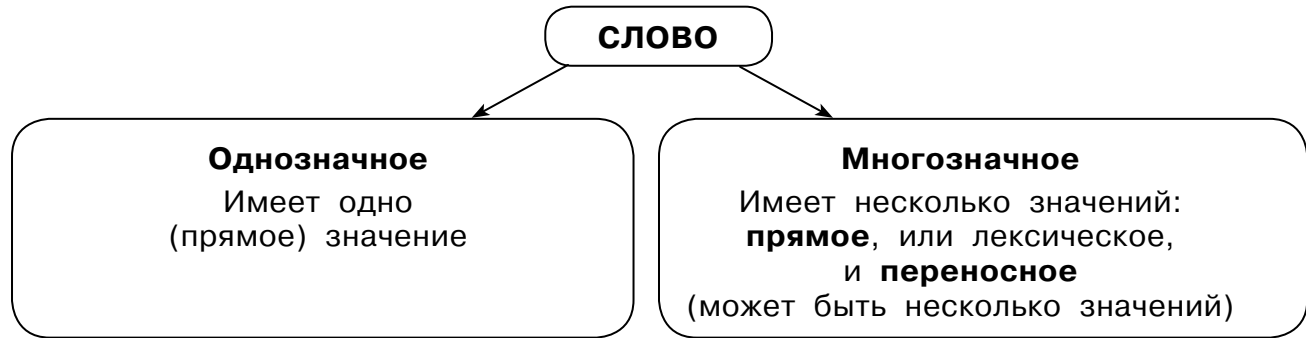 СЛОВО
Однозначное
Имеет одно
(прямое) значение
Многозначное
Имеет несколько значений:
прямое, или лексическое,
и переносное
(может быть несколько значений)